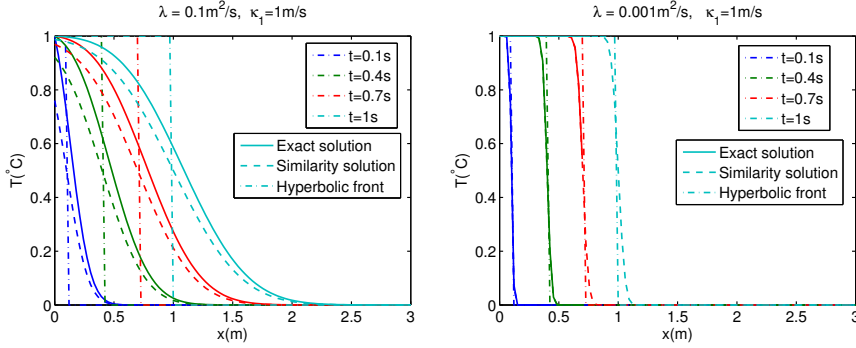 λ = 0.1m²/s, κ₁=1m/s
T(°C)
1
0.8
0.6
0.4
0.2
0
0 0.5 1 1.5 2 2.5 3
x(m)
t=0.1s
t=0.4s
t=0.7s
t=1s
Exact solution
Similarity solution
Hyperbolic front
λ = 0.001m²/s, κ₁=1m/s
T(°C)
1
0.8
0.6
0.4
0.2
0
0 0.5 1 1.5 2 2.5 3
x(m)
t=0.1s
t=0.4s
t=0.7s
t=1s
Exact solution
Similarity solution
Hyperbolic front